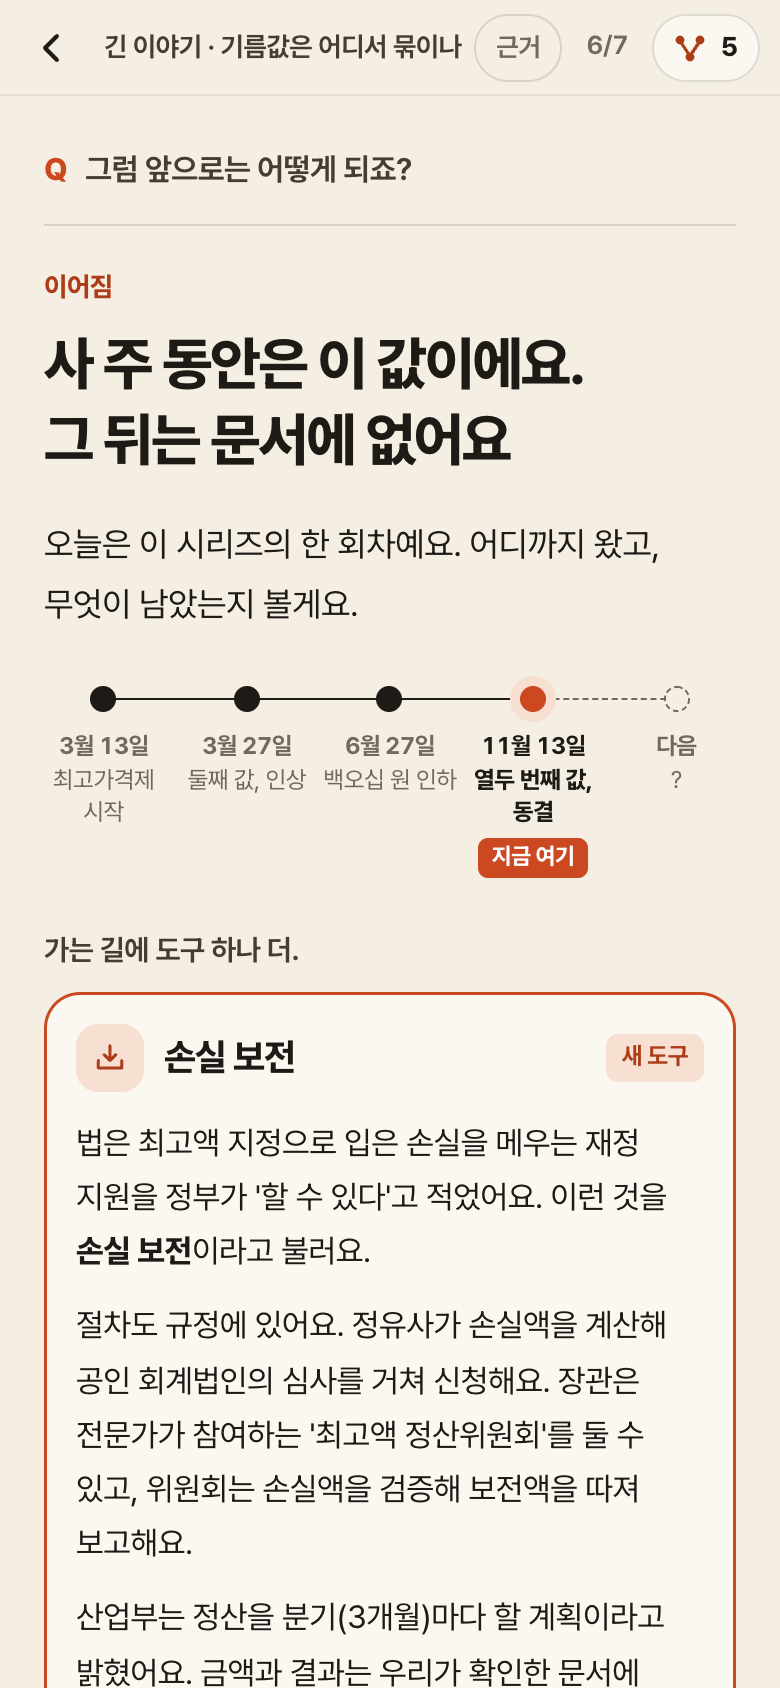 긴 이야기 · 기름값은 어디서 묶이나
근거
6/7
5
Q 그럼 앞으로는 어떻게 되죠?
이어짐
사 주 동안은 이 값이에요.
그 뒤는 문서에 없어요
오늘은 이 시리즈의 한 회차예요. 어디까지 왔고,
무엇이 남았는지 볼게요.
3월 13일
최고가격제
시작
3월 27일
둘째 값, 인상
6월 27일
백오십 원 인하
11월 13일
열두 번째 값,
동결
지금 여기
다음
?
가는 길에 도구 하나 더.
손실 보전
새 도구
법은 최고액 지정으로 입은 손실을 메우는 재정
지원을 정부가 '할 수 있다'고 적었어요. 이런 것을
손실 보전이라고 불러요.
절차도 규정에 있어요. 정유사가 손실액을 계산해
공인 회계법인의 심사를 거쳐 신청해요. 장관은
전문가가 참여하는 '최고액 정산위원회'를 둘 수
있고, 위원회는 손실액을 검증해 보전액을 따져
보고해요.
산업부는 정산을 분기(3개월)마다 할 계획이라고
밝혔어요. 금액과 결과는 우리가 확인한 문서에